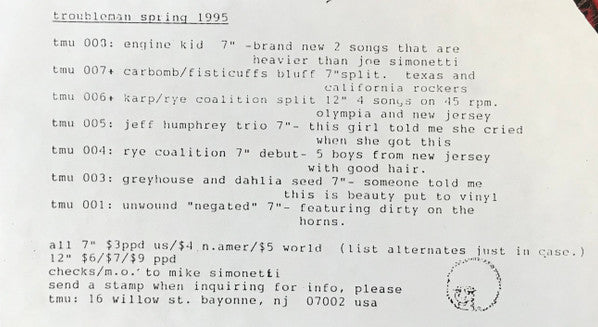 troubleman spring 1995
tmu 008: engine kid 7" -brand new 2 songs that are
heavier than joe simonetti
tmu 007+ carbomb/fisticuffs bluff 7"split. texas and
california rockers
tmu 006+ karp/rye coalition split 12" 4 songs on 45 rpm.
olympia and new jersey
tmu 005: jeff humphrey trio 7"- this girl told me she cried
when she got this
tmu 004: rye coalition 7" debut- 5 boys from new jersey
with good hair.
tmu 003: greyhouse and dahlia seed 7"- someone told me
this is beauty put to vinyl
tmu 001: unwound "negated" 7"- featuring dirty on the
horns.
all 7" $3ppd us/$4 n.amer/$5 world (list alternates just in case.)
12" $6/$7/$9 ppd
checks/m.o. to mike simonetti
send a stamp when inquiring for info, please
tmu: 16 willow st. bayonne, nj 07002 usa